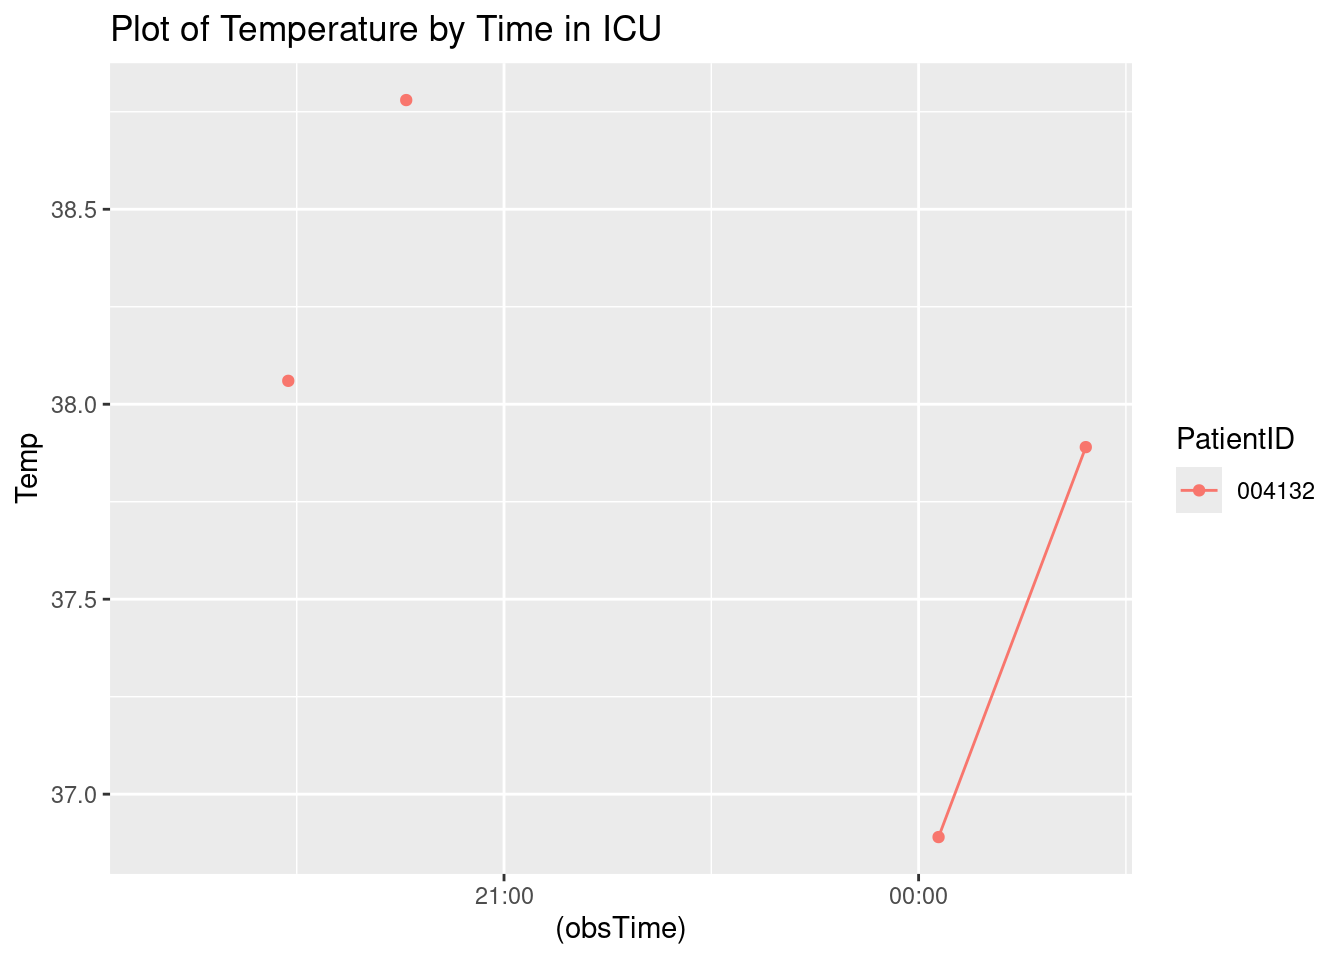 Plot of Temperature by Time in ICU
38.5
38.0
37.5
37.0
Temp
21:00
00:00
(obsTime)
PatientID
004132